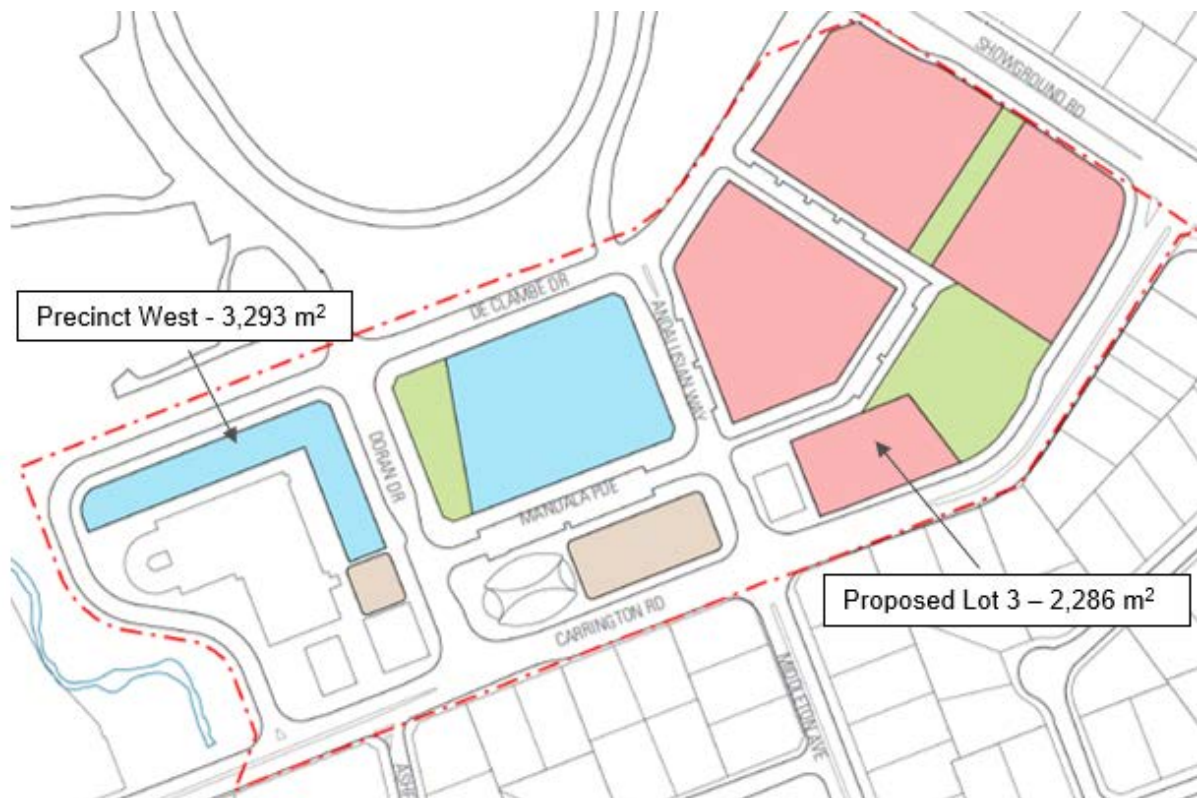 SHOWGROUND RD
DE CLAMBE DR
Precinct West - 3,293 m²
ANDALUSIAN WAY
DORAN DR
MANDALA PDE
Proposed Lot 3 – 2,286 m²
CARRINGTON RD
MIDDLETON AVE
ASHE